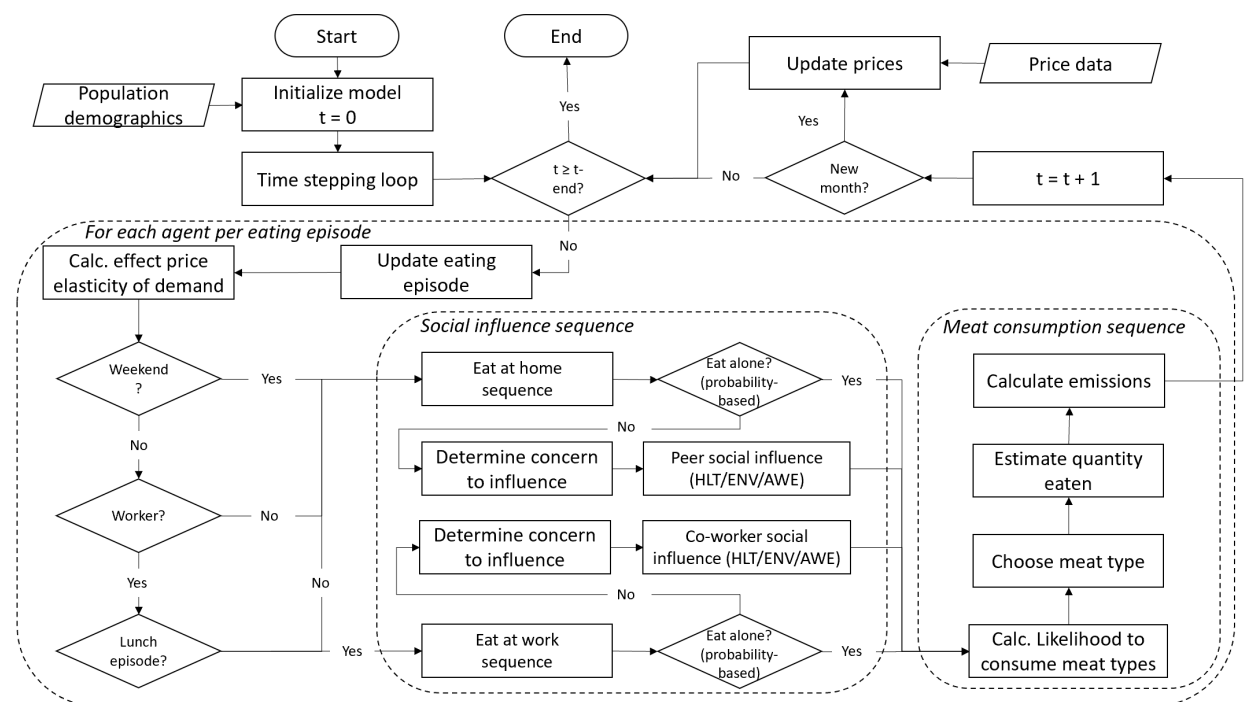 Start
End
Update prices
Price data
Population
demographics
Initialize model
t = 0
Yes
Yes
Time stepping loop
t ≥ t-
end?
No
New
month?
t = t + 1
For each agent per eating episode
No
Calc. effect price
elasticity of demand
Update eating
episode
Social influence sequence
Meat consumption sequence
Weekend
?
Yes
Eat at home
sequence
Eat alone?
(probability-
based)
Yes
Calculate emissions
No
No
Determine concern
to influence
Peer social influence
(HLT/ENV/AWE)
Estimate quantity
eaten
Worker?
No
Determine concern
to influence
Co-worker social
influence (HLT/ENV/AWE)
Choose meat type
Yes
No
No
Lunch
episode?
Yes
Eat at work
sequence
Eat alone?
(probability-
based)
Yes
Calc. Likelihood to
consume meat types